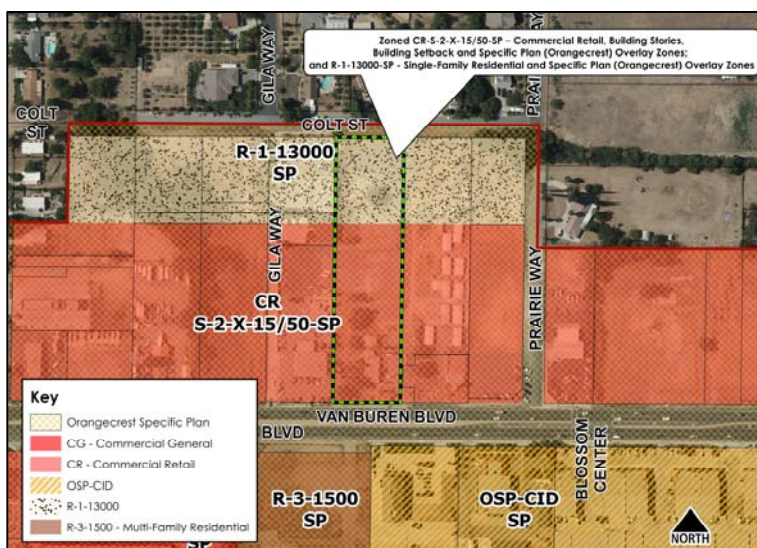 Zoned CR-S-2-X-15/50-SP – Commercial Retail, Building Stories,
Building Setback and Specific Plan (Orangecrest) Overlay Zones;
and R-1-13000-SP - Single-Family Residential and Specific Plan (Orangecrest) Overlay Zones
GILA WAY
PRAIRIE WAY
COLT
ST
COLT ST
R-1-13000
SP
GILA WAY
CR
S-2-X-15/50-SP
PRAIRIE WAY
VAN BUREN BLVD
BLVD
BLOSSOM
CENTER
R-3-1500
SP
OSP-CID
SP
SP
NORTH
Key
Orangecrest Specific Plan
CG - Commercial General
CR - Commercial Retail
OSP-CID
R-1-13000
R-3-1500 - Multi-Family Residential